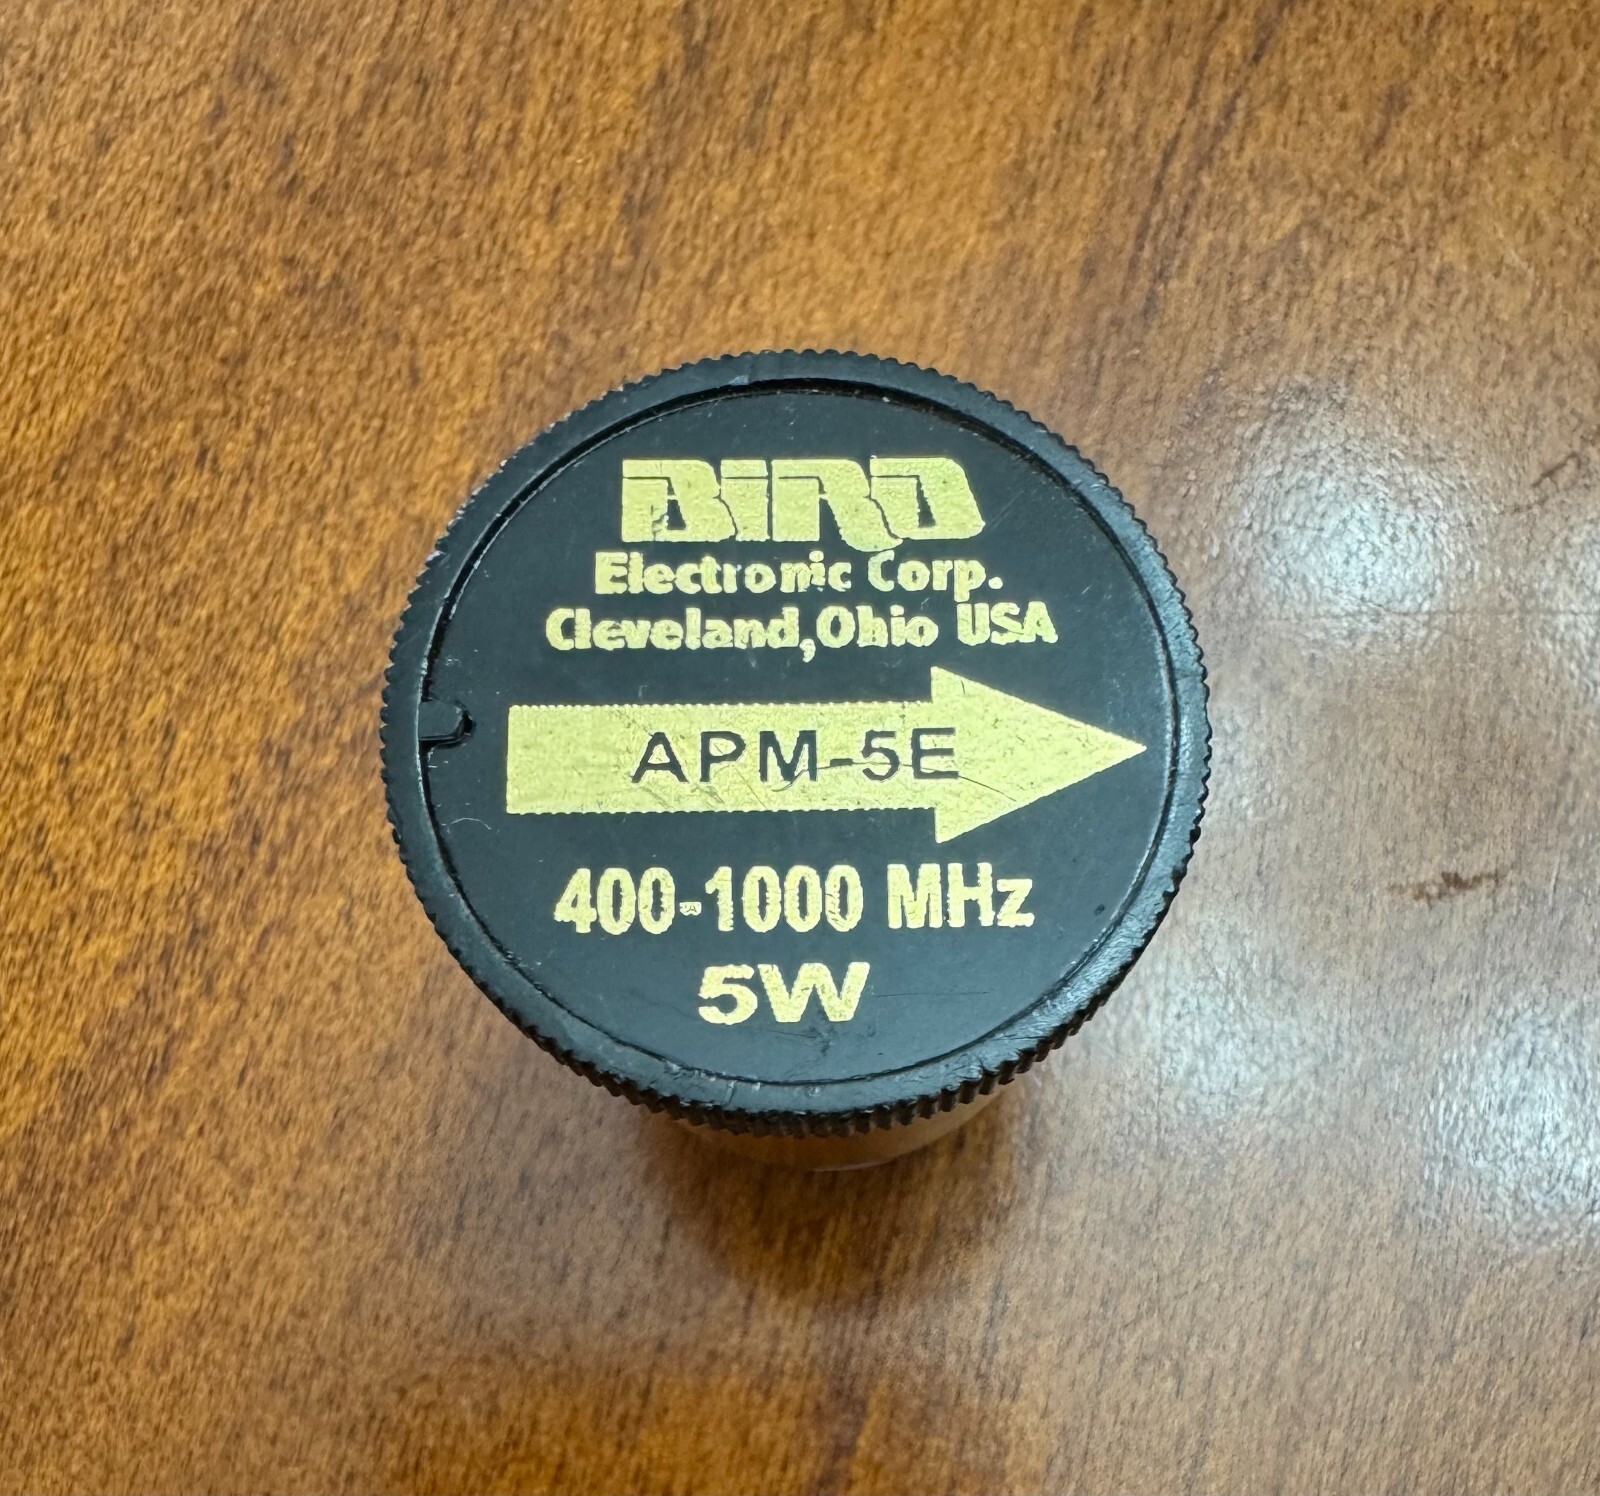 BiRD
Electronic Corp.
Cleveland,Ohio USA
APM-5E
400-1000 MHz
5W